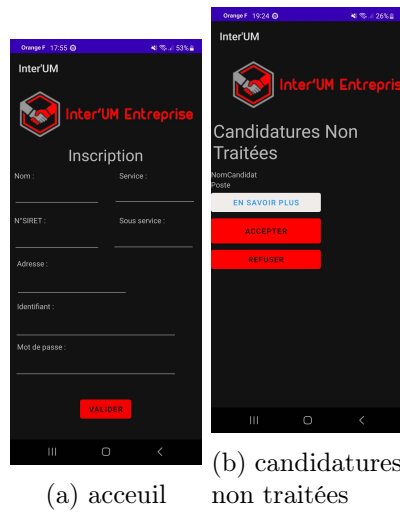 Orange F 17:55 53%
Inter'UM
Inter'UM Entreprise
Inscription
Nom : Service :
N°SIRET : Sous service :
Adresse :
Identifiant :
Mot de passe :
VALIDER
(a) acceuil
Orange F 19:24 26%
Inter'UM
Inter'UM Entrepris
Candidatures Non
Traitées
NomCandidat
Poste
EN SAVOIR PLUS
ACCEPTER
REFUSER
(b) candidatures
non traitées